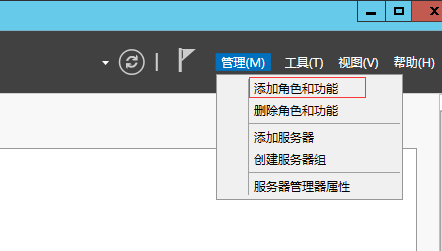 管理(M) 工具(T) 视图(V) 帮助(H)
添加角色和功能
删除角色和功能
添加服务器
创建服务器组
服务器管理器属性